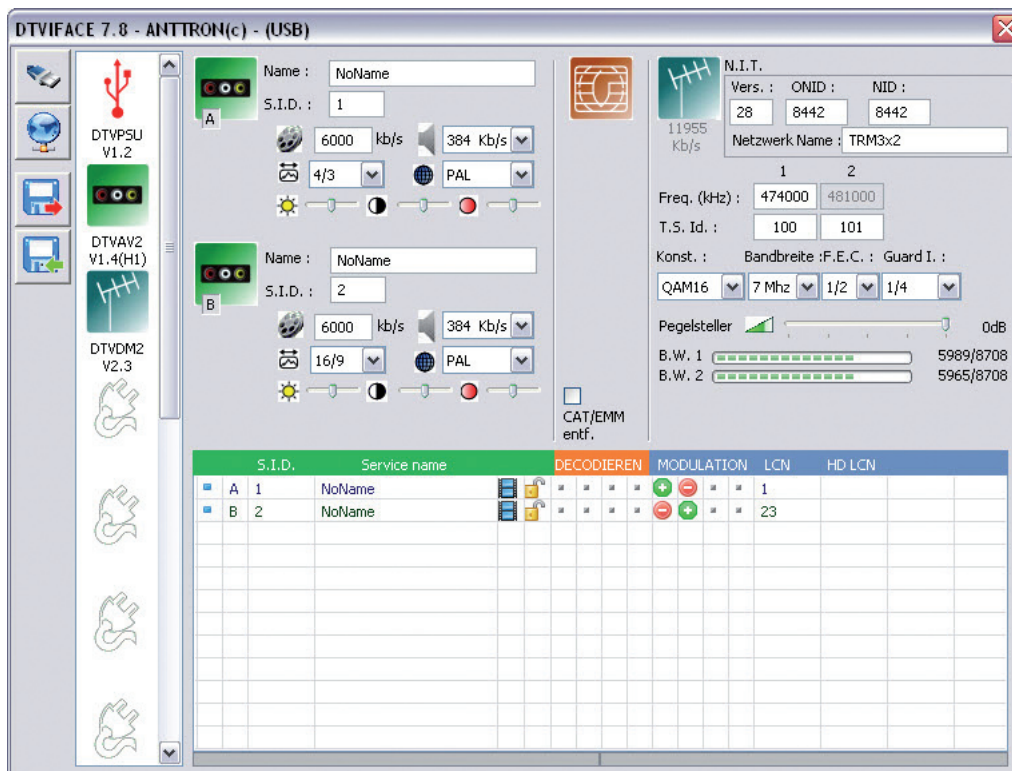 DTVIFACE 7.8 - ANTTRON(c) - (USB)
DTVPSU
V1.2
DTVAV2
V1.4(H1)
DTVDM2
V2.3
A
Name : NoName
S.I.D. : 1
6000 kb/s 384 Kb/s
4/3 PAL
B
Name : NoName
S.I.D. : 2
6000 kb/s 384 Kb/s
16/9 PAL
CAT/EMM
entf.
11955
Kb/s
N.I.T.
Vers. : ONID : NID :
28 8442 8442
Netzwerk Name : TRM3x2
1 2
Freq. (kHz) : 474000 481000
T.S. Id. : 100 101
Konst. : Bandbreite : F.E.C. : Guard I. :
QAM16 7 Mhz 1/2 1/4
Pegelsteller 0dB
B.W. 1 5989/8708
B.W. 2 5965/8708
S.I.D. Service name DECODIEREN MODULATION LCN HD LCN
A 1 NoName 1
B 2 NoName 23